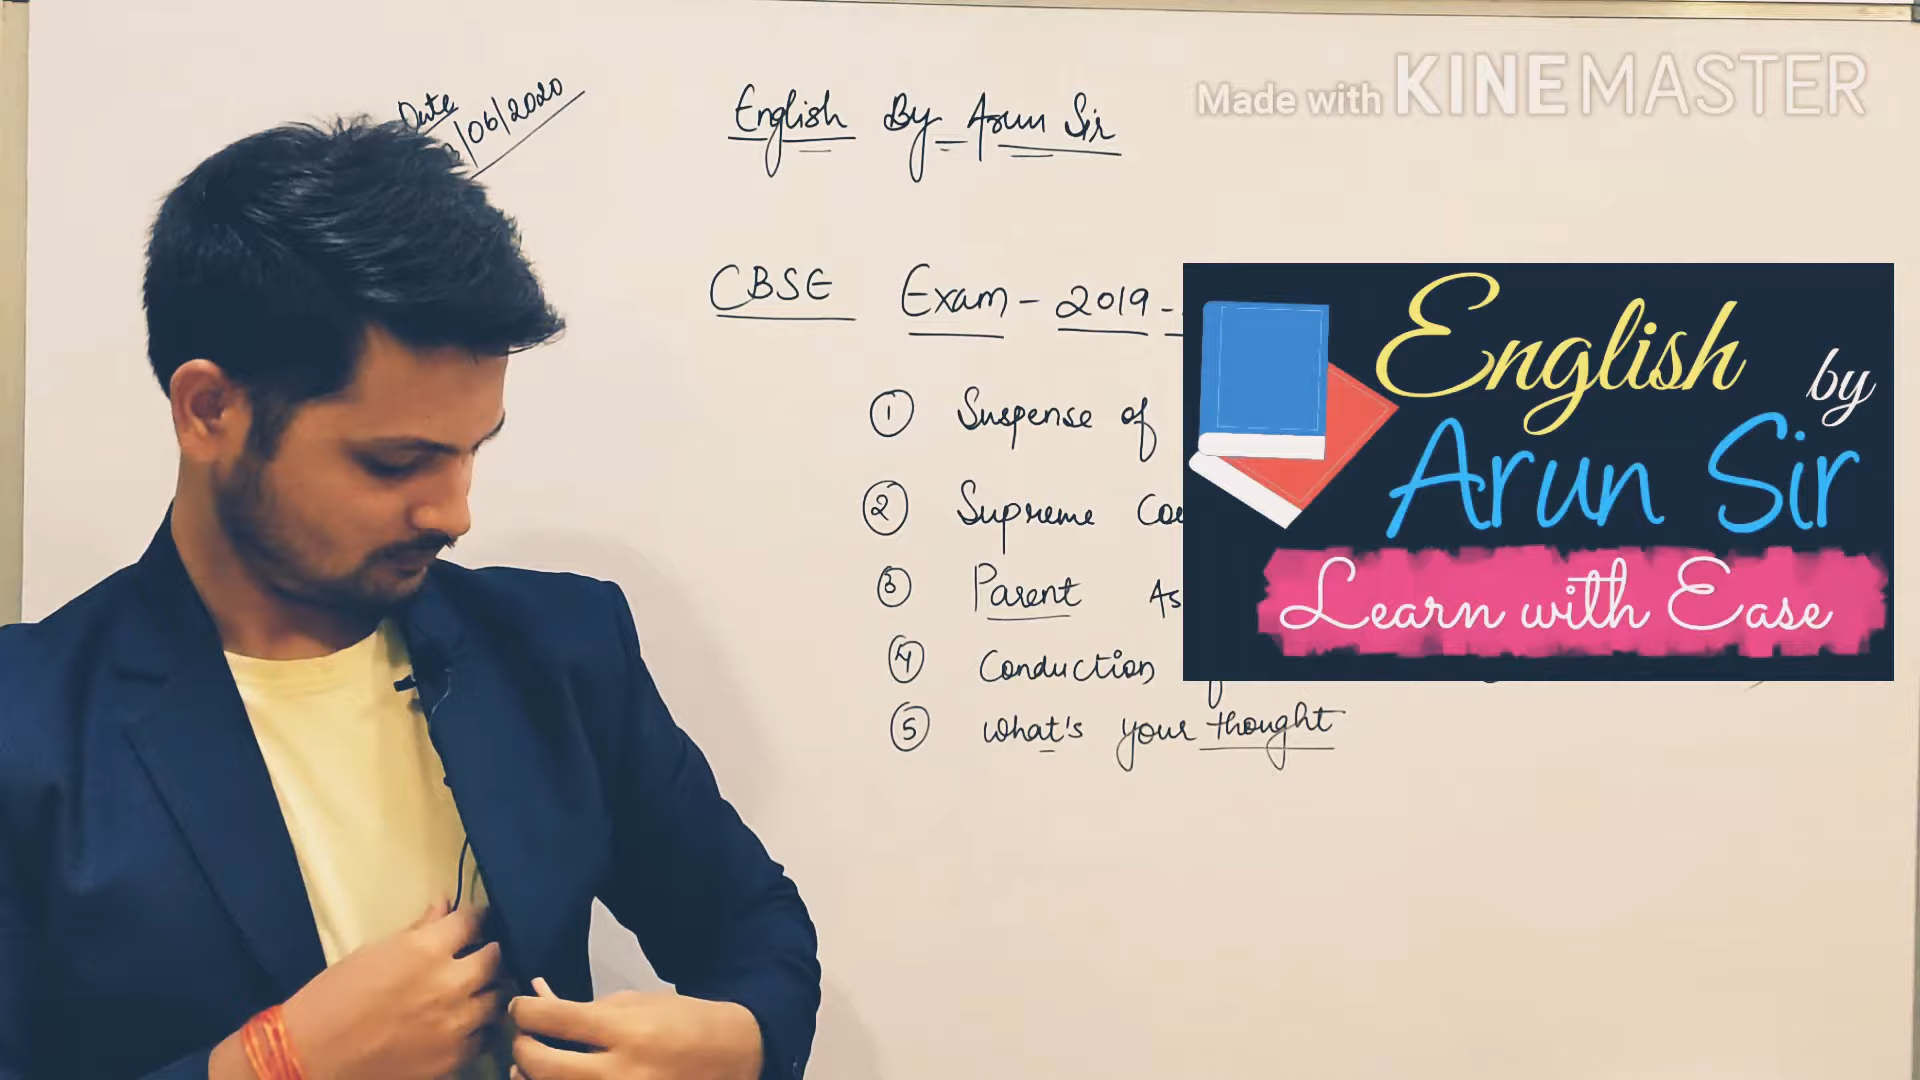 Date
/06/2020
English By Arun Sir
Made with KINEMASTER
CBSE Exam - 2019 -
① Suspense of
② Supreme
③ Parent
④ Conduction
⑤ What's your thought
English by
Arun Sir
Learn with Ease